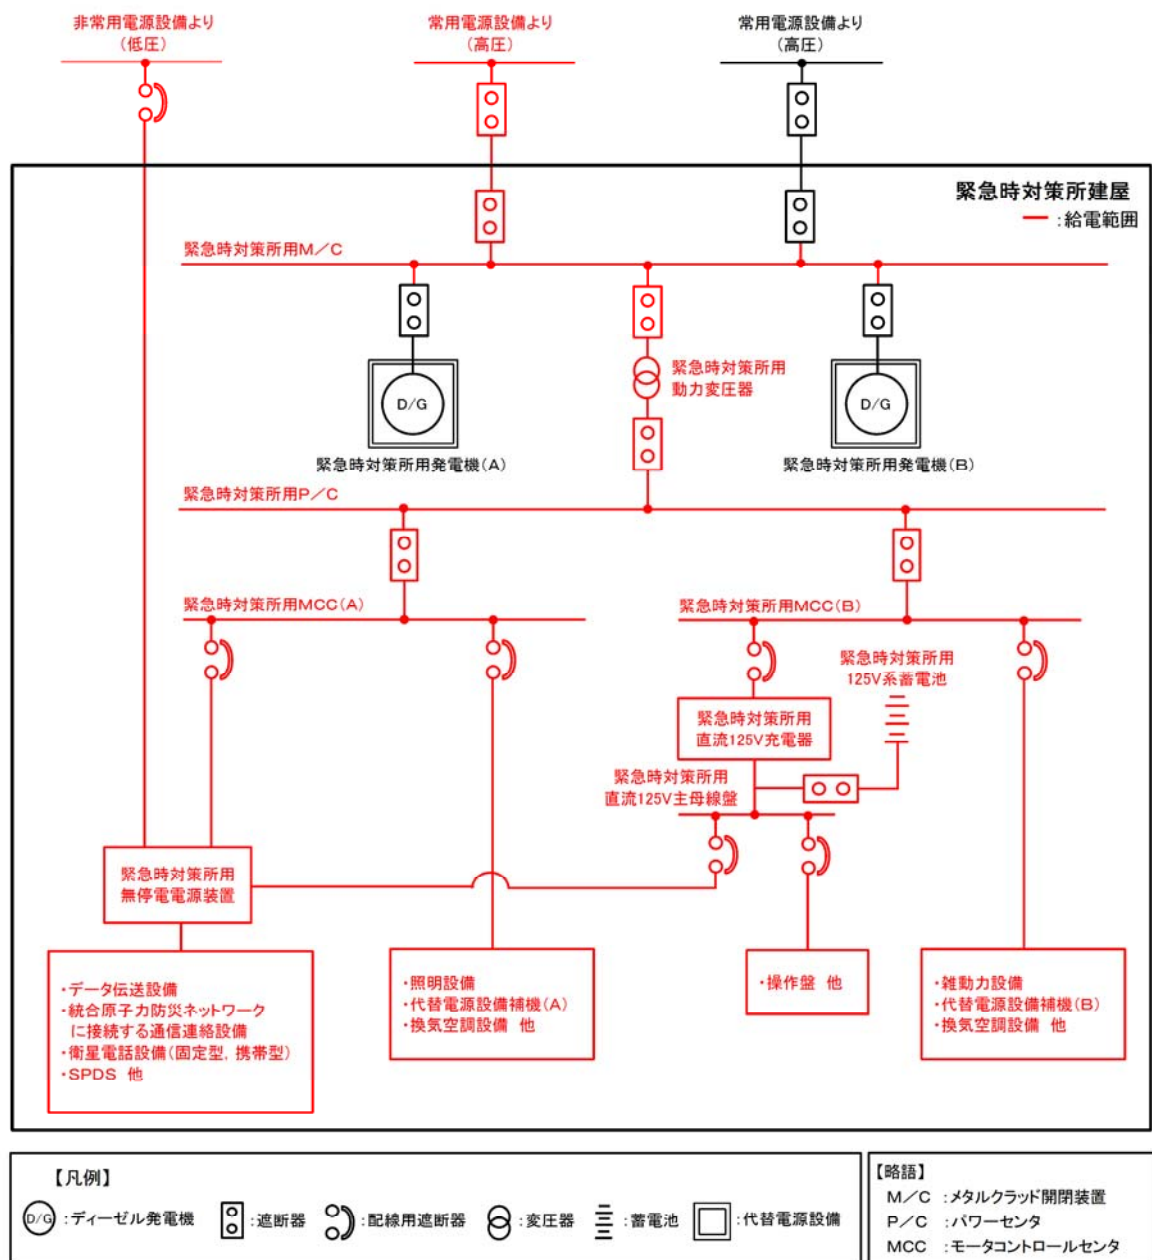 非常用電源設備より
(低圧)
常用電源設備より
(高圧)
常用電源設備より
(高圧)
緊急時対策所建屋
:給電範囲
緊急時対策所用M/C
緊急時対策所用
動力変圧器
D/G
D/G
緊急時対策所用発電機(A)
緊急時対策所用発電機(B)
緊急時対策所用P/C
緊急時対策所用MCC(A)
緊急時対策所用MCC(B)
緊急時対策所用
125V系蓄電池
緊急時対策所用
直流125V充電器
緊急時対策所用
直流125V主母線盤
緊急時対策所用
無停電電源装置
・データ伝送設備
・統合原子力防災ネットワーク
に接続する通信連絡設備
・衛星電話設備(固定型,携帯型)
・SPDS 他
・照明設備
・代替電源設備補機(A)
・換気空調設備 他
・操作盤 他
・雑動力設備
・代替電源設備補機(B)
・換気空調設備 他
【凡例】
D/G :ディーゼル発電機
:遮断器
:配線用遮断器
:変圧器
:蓄電池
:代替電源設備
【略語】
M/C :メタルクラッド開閉装置
P/C :パワーセンタ
MCC :モータコントロールセンタ